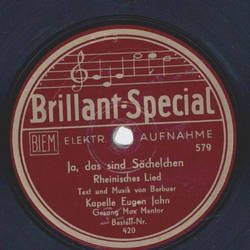 Brillant-Special
BIEM ELEKTR. AUFNAHME
579
Ja, das sind Sächelchen
Rheinisches Lied
Text und Musik von Berbuer
Kapelle Eugen Jahn
Gesang Max Mentor
Bestell-Nr.
420